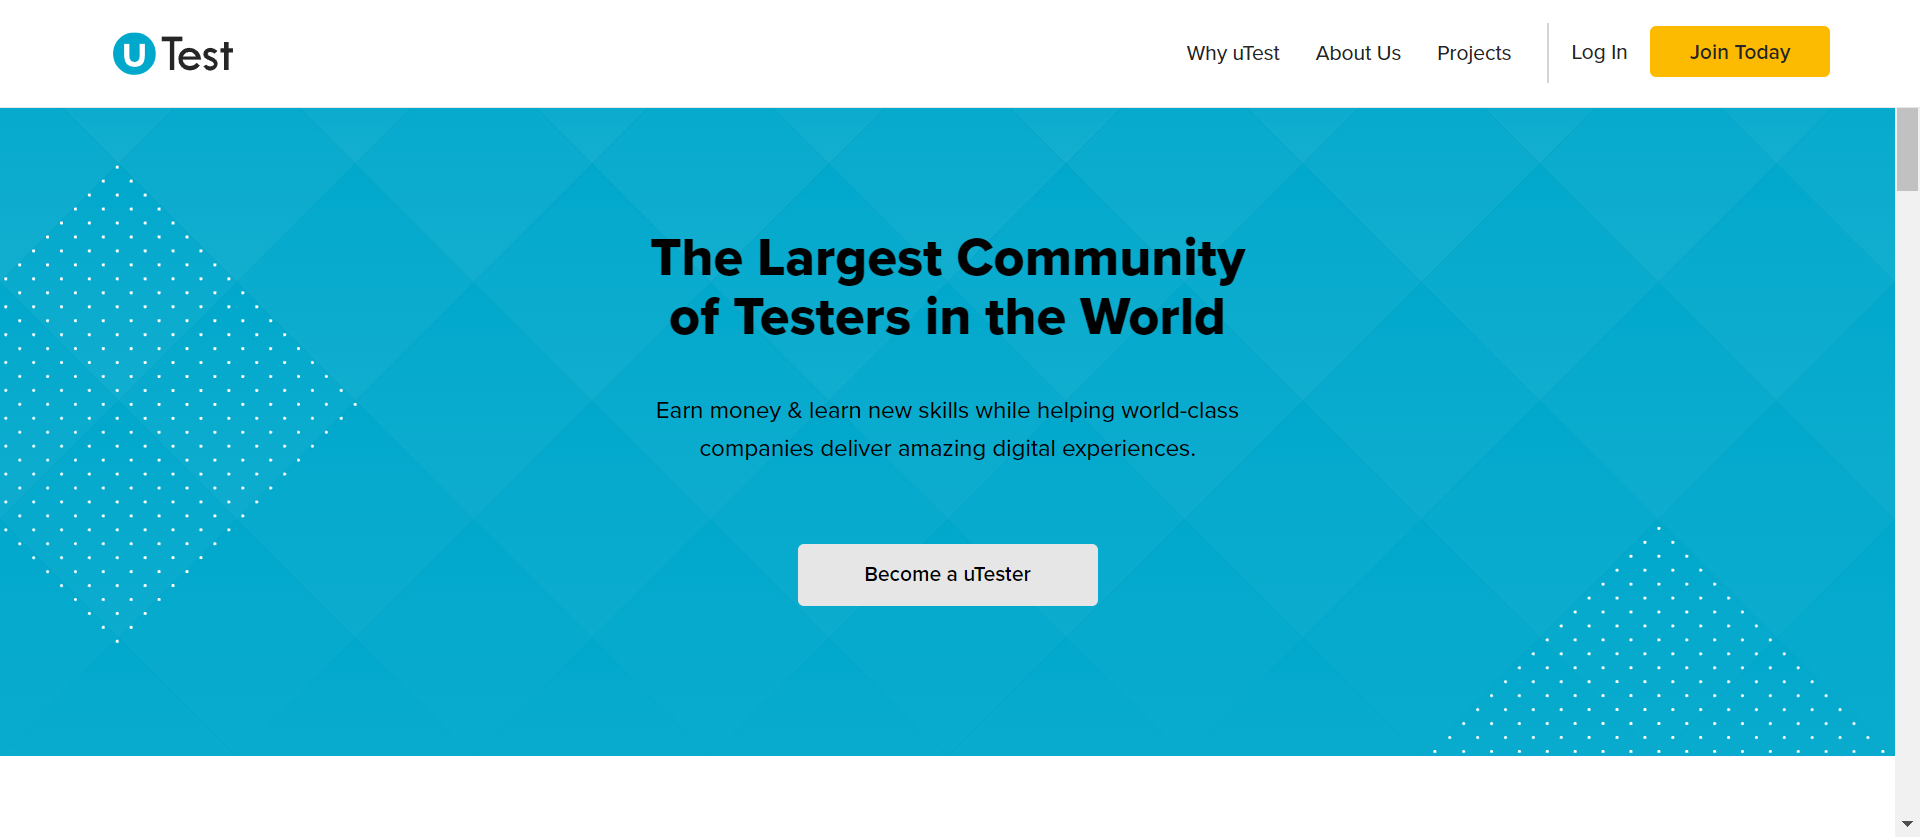 uTest
Why uTest
About Us
Projects
Log In
Join Today
The Largest Community
of Testers in the World
Earn money & learn new skills while helping world-class
companies deliver amazing digital experiences.
Become a uTester